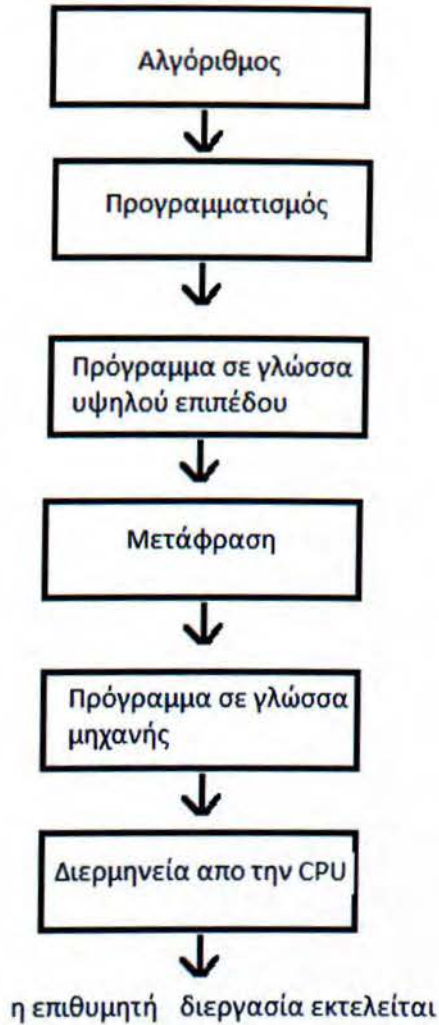 Αλγόριθμος
Προγραμματισμός
Πρόγραμμα σε γλώσσα
υψηλού επιπέδου
Μετάφραση
Πρόγραμμα σε γλώσσα
μηχανής
Διερμηνεία απο την CPU
η επιθυμητή διεργασία εκτελείται